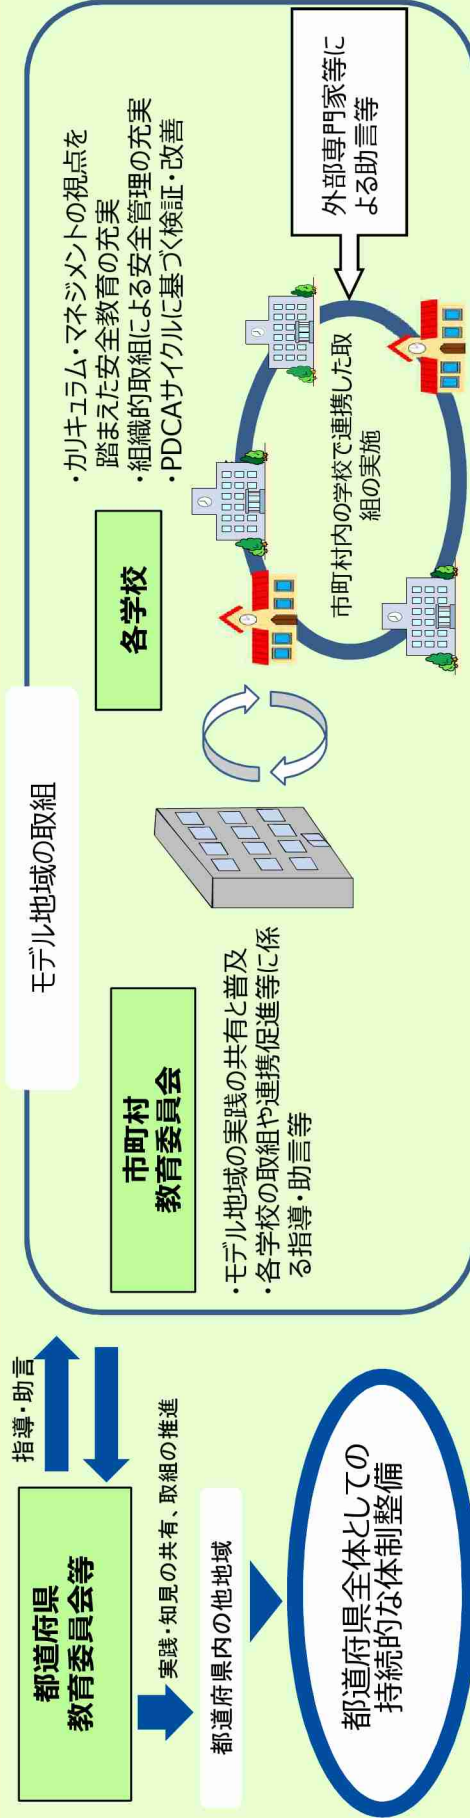 都道府県
教育委員会等
指導・助言
実践・知見の共有、取組の推進
都道府県内の他地域
都道府県全体としての
持続的な体制整備
モデル地域の取組
市町村
教育委員会
・モデル地域の実践の共有と普及
・各学校の取組や連携促進等に係
る指導・助言等
各学校
・カリキュラム・マネジメントの視点を
踏まえた安全教育の充実
・組織的取組による安全管理の充実
・PDCAサイクルに基づく検証・改善
市町村内の学校で連携した取
組の実施
外部専門家等に
よる助言等